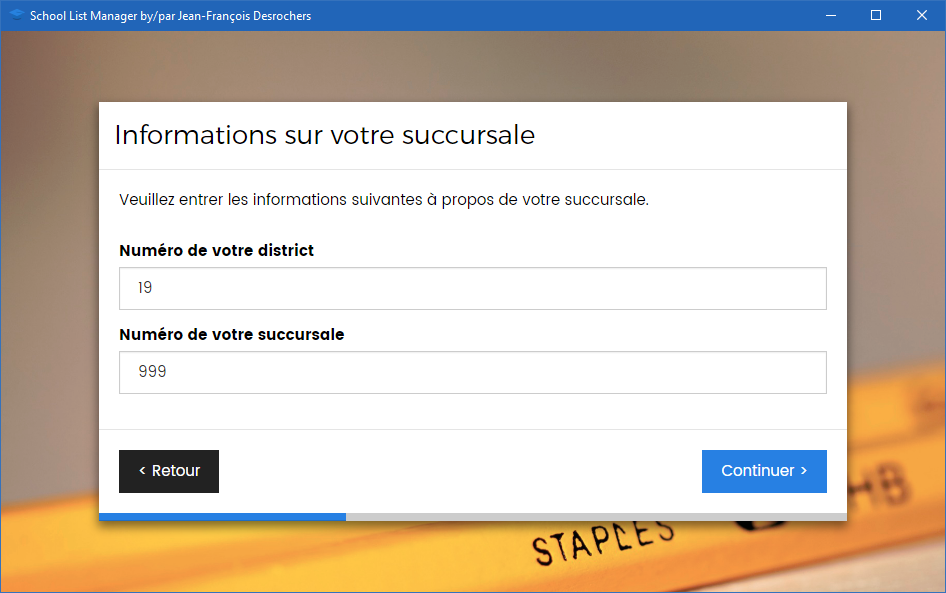 School List Manager by/par Jean-François Desrochers
Informations sur votre succursale
Veuillez entrer les informations suivantes à propos de votre succursale.
Numéro de votre district
19
Numéro de votre succursale
999
< Retour
Continuer >
HB
STAPLES